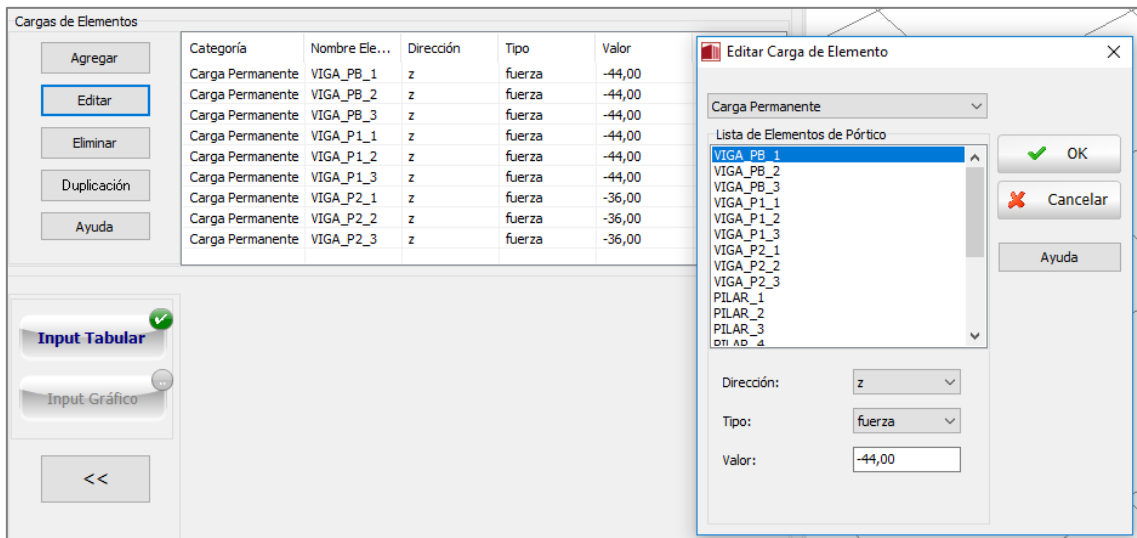 Cargas de Elementos
Agregar
Editar
Eliminar
Duplicación
Ayuda
Categoría Nombre Ele... Dirección Tipo Valor
Carga Permanente VIGA_PB_1 z fuerza -44,00
Carga Permanente VIGA_PB_2 z fuerza -44,00
Carga Permanente VIGA_PB_3 z fuerza -44,00
Carga Permanente VIGA_P1_1 z fuerza -44,00
Carga Permanente VIGA_P1_2 z fuerza -44,00
Carga Permanente VIGA_P1_3 z fuerza -44,00
Carga Permanente VIGA_P2_1 z fuerza -36,00
Carga Permanente VIGA_P2_2 z fuerza -36,00
Carga Permanente VIGA_P2_3 z fuerza -36,00
Input Tabular
Input Gráfico
<<
Editar Carga de Elemento
Carga Permanente
Lista de Elementos de Pórtico
VIGA_PB_1
VIGA_PB_2
VIGA_PB_3
VIGA_P1_1
VIGA_P1_2
VIGA_P1_3
VIGA_P2_1
VIGA_P2_2
VIGA_P2_3
PILAR_1
PILAR_2
PILAR_3
PILAR_4
OK
Cancelar
Ayuda
Dirección: z
Tipo: fuerza
Valor: -44,00